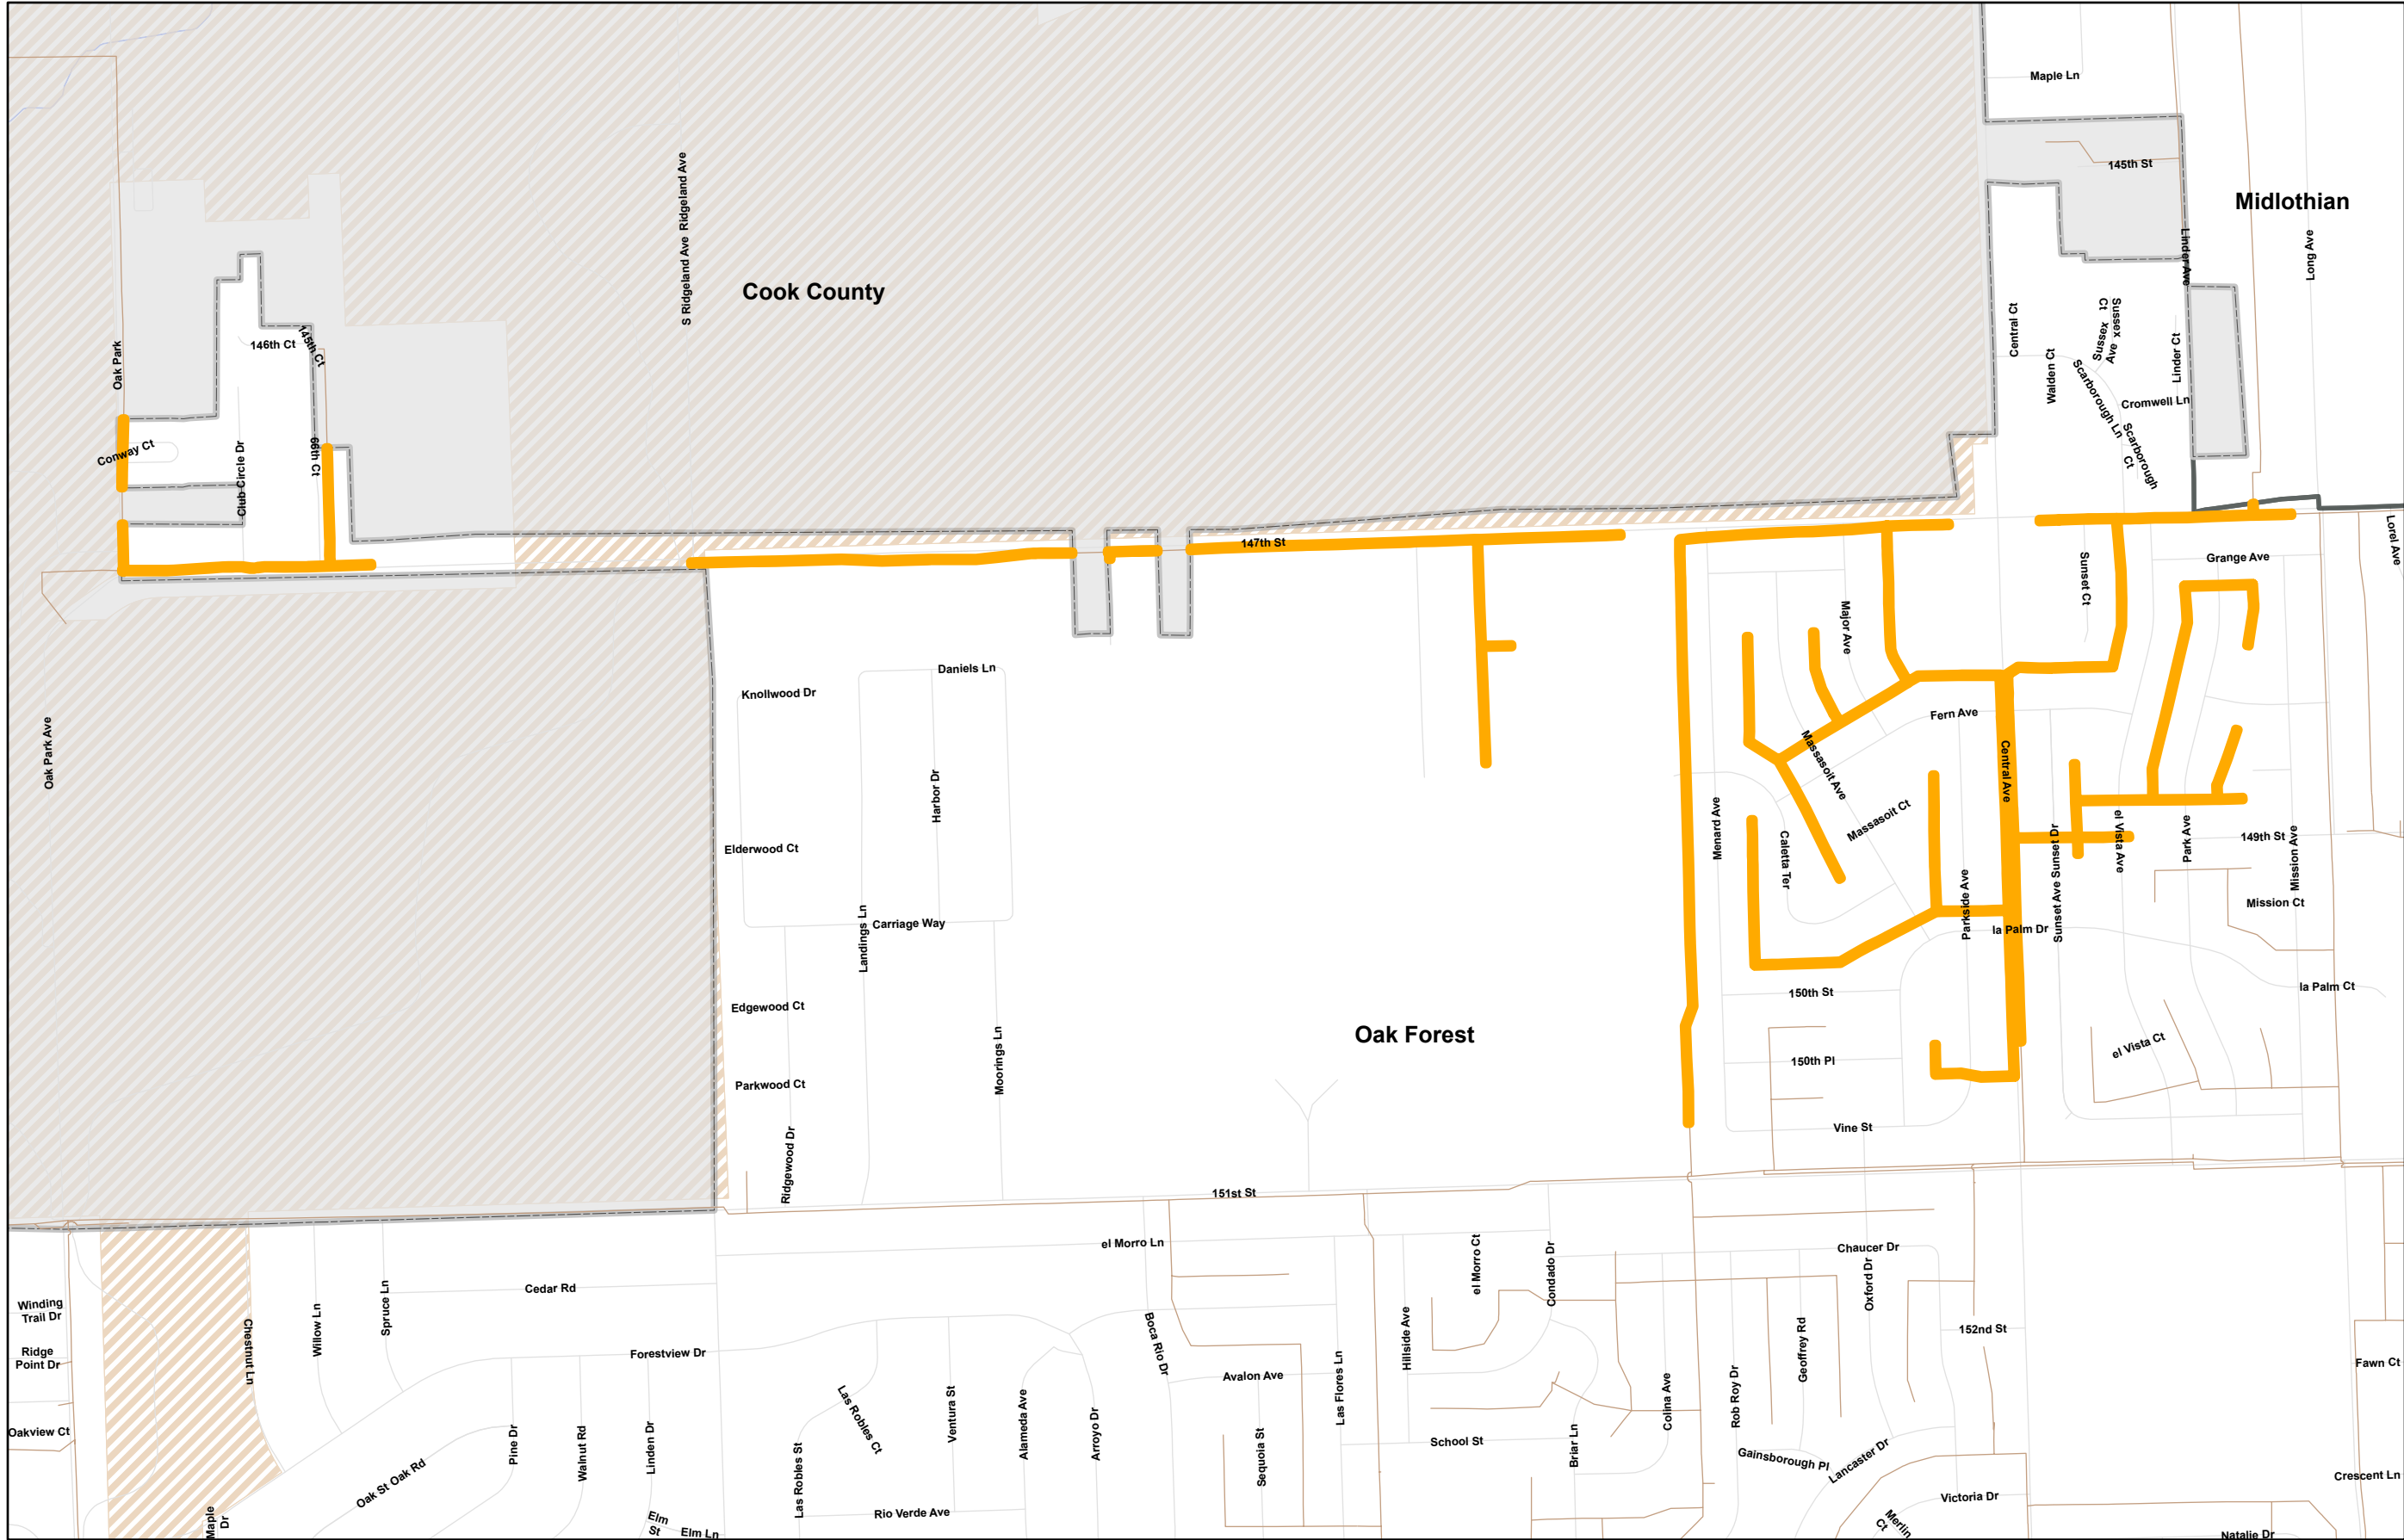 Maple Ln
145th St
Midlothian
Linder Ave
Long Ave
S Ridgeland Ave Ridgeland Ave
Cook County
Oak Park
146th Ct
145th Ct
Central Ct
Sussex
Ct
Sussex
Ave
Walden Ct
Linder Ct
Scarborough Ln
Cromwell Ln
Scarborough
Ct
Conway Ct
Club Circle Dr
66th Ct
147th St
Lorel Ave
Grange Ave
Sunset Ct
Major Ave
Daniels Ln
Knollwood Dr
Oak Park Ave
Harbor Dr
Fern Ave
Massasoit Ave
Central Ave
Massasoit Ct
Menard Ave
Caletta Ter
Elderwood Ct
el Vista Ave
Park Ave
149th St
Mission Ave
Sunset Ave Sunset Dr
Parkside Ave
Mission Ct
Carriage Way
Landings Ln
la Palm Dr
la Palm Ct
150th St
Edgewood Ct
Oak Forest
Moorings Ln
el Vista Ct
150th Pl
Parkwood Ct
Vine St
Ridgewood Dr
151st St
el Morro Ln
el Morro Ct
Condado Dr
Chaucer Dr
Oxford Dr
Cedar Rd
Winding
Trail Dr
Willow Ln
Spruce Ln
Chestnut Ln
Boca Rio Dr
Hillside Ave
Geoffrey Rd
152nd St
Ridge
Point Dr
Forestview Dr
Fawn Ct
Avalon Ave
Las Flores Ln
Colina Ave
Rob Roy Dr
Las Robles Ct
Ventura St
Alameda Ave
Arroyo Dr
Oakview Ct
Pine Dr
Walnut Rd
Linden Dr
School St
Briar Ln
Gainsborough Pl
Lancaster Dr
Sequoia St
Las Robles St
Oak St Oak Rd
Crescent Ln
Victoria Dr
Rio Verde Ave
Maple
Dr
Elm
St
Elm Ln
Merlin
Ct
Natalie Dr